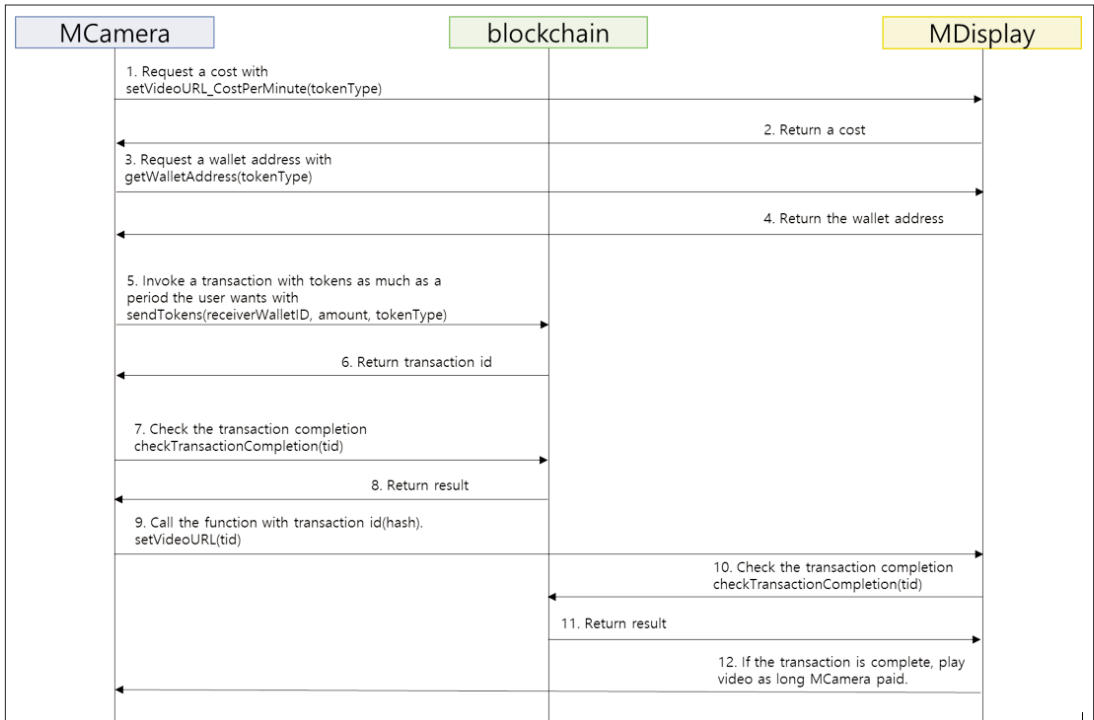 MCamera
blockchain
MDisplay
1. Request a cost with
setVideoURL_CostPerMinute(tokenType)
2. Return a cost
3. Request a wallet address with
getWalletAddress(tokenType)
4. Return the wallet address
5. Invoke a transaction with tokens as much as a
period the user wants with
sendTokens(receiverWalletID, amount, tokenType)
6. Return transaction id
7. Check the transaction completion
checkTransactionCompletion(tid)
8. Return result
9. Call the function with transaction id(hash).
setVideoURL(tid)
10. Check the transaction completion
checkTransactionCompletion(tid)
11. Return result
12. If the transaction is complete, play
video as long MCamera paid.